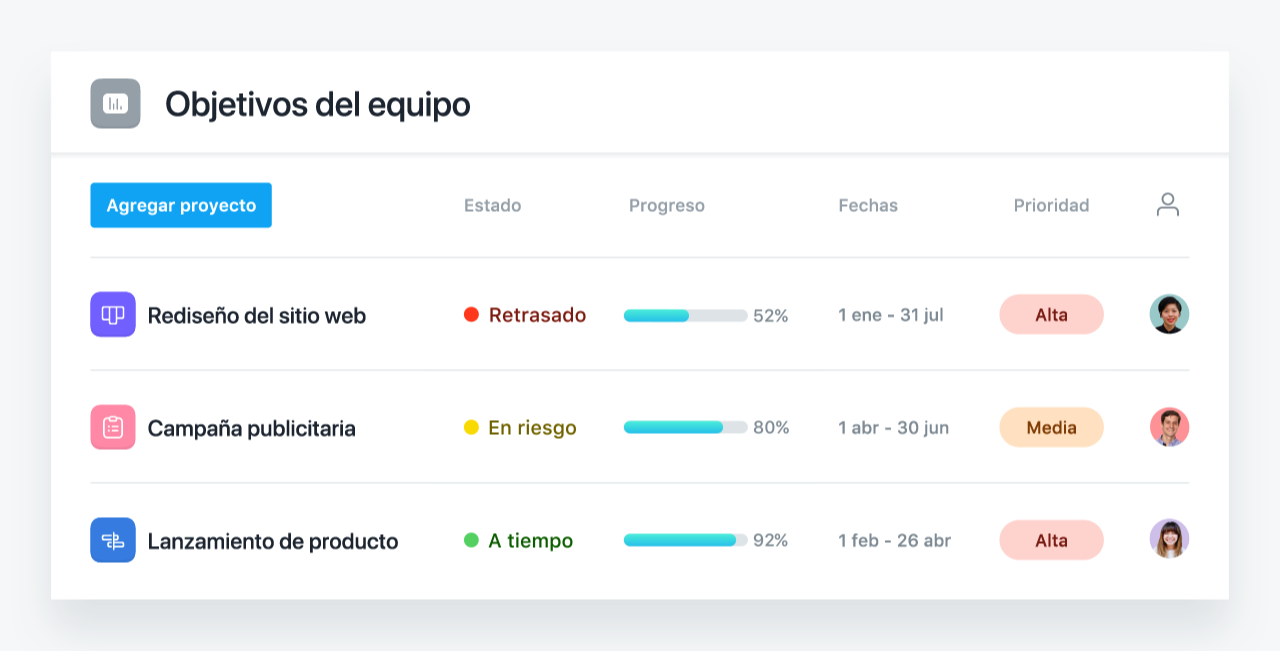 Objetivos del equipo
Agregar proyecto Estado Progreso Fechas Prioridad
Rediseño del sitio web Retrasado 52% 1 ene - 31 jul Alta
Campaña publicitaria En riesgo 80% 1 abr - 30 jun Media
Lanzamiento de producto A tiempo 92% 1 feb - 26 abr Alta